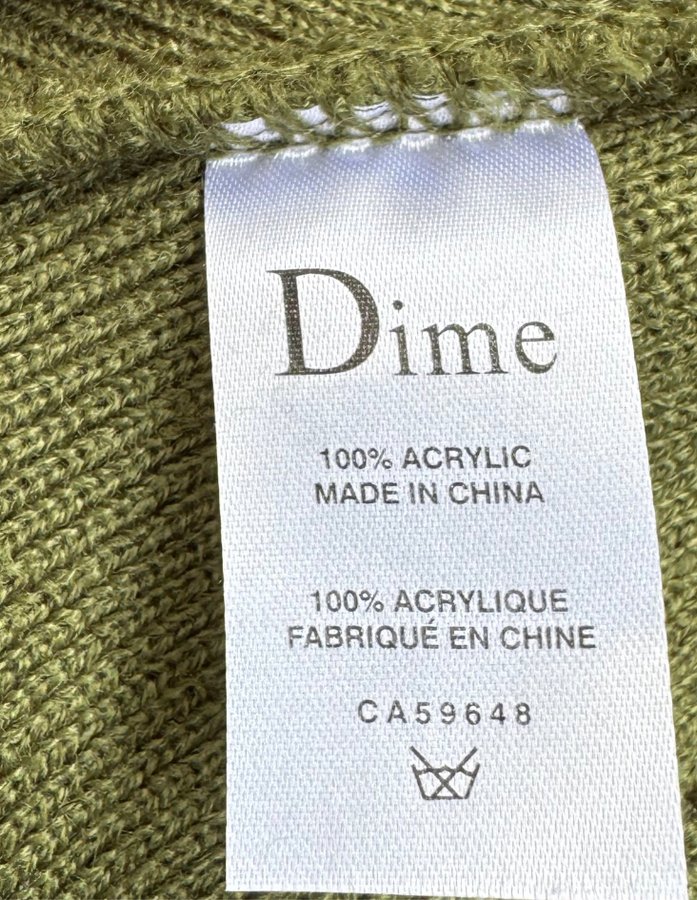 Dime
100% ACRYLIC
MADE IN CHINA
100% ACRYLIQUE
FABRIQUÉ EN CHINE
CA59648